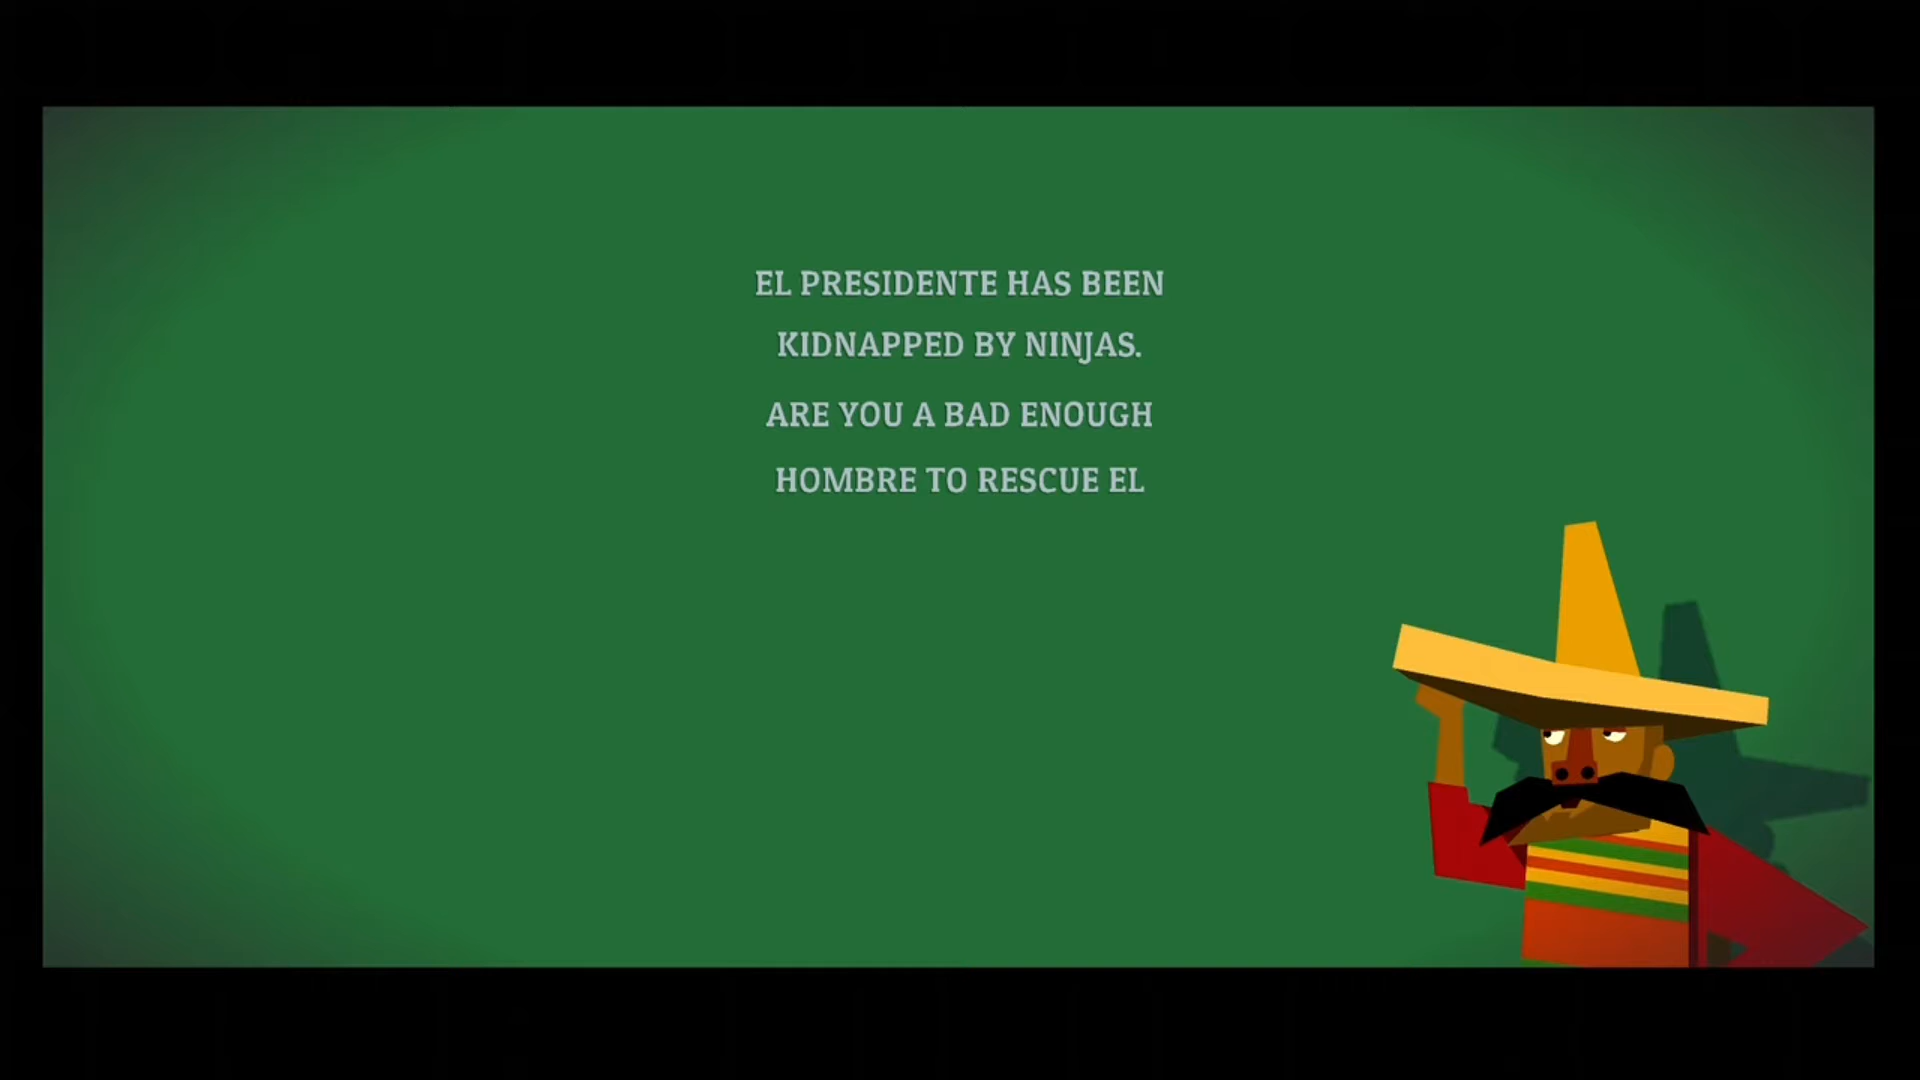 EL PRESIDENTE HAS BEEN
KIDNAPPED BY NINJAS.
ARE YOU A BAD ENOUGH
HOMBRE TO RESCUE EL